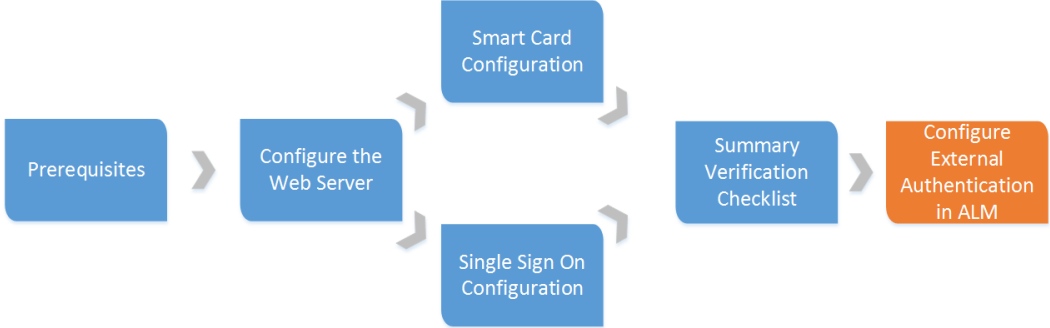 Prerequisites
Configure the
Web Server
Smart Card
Configuration
Single Sign On
Configuration
Summary
Verification
Checklist
Configure
External
Authentication
in ALM